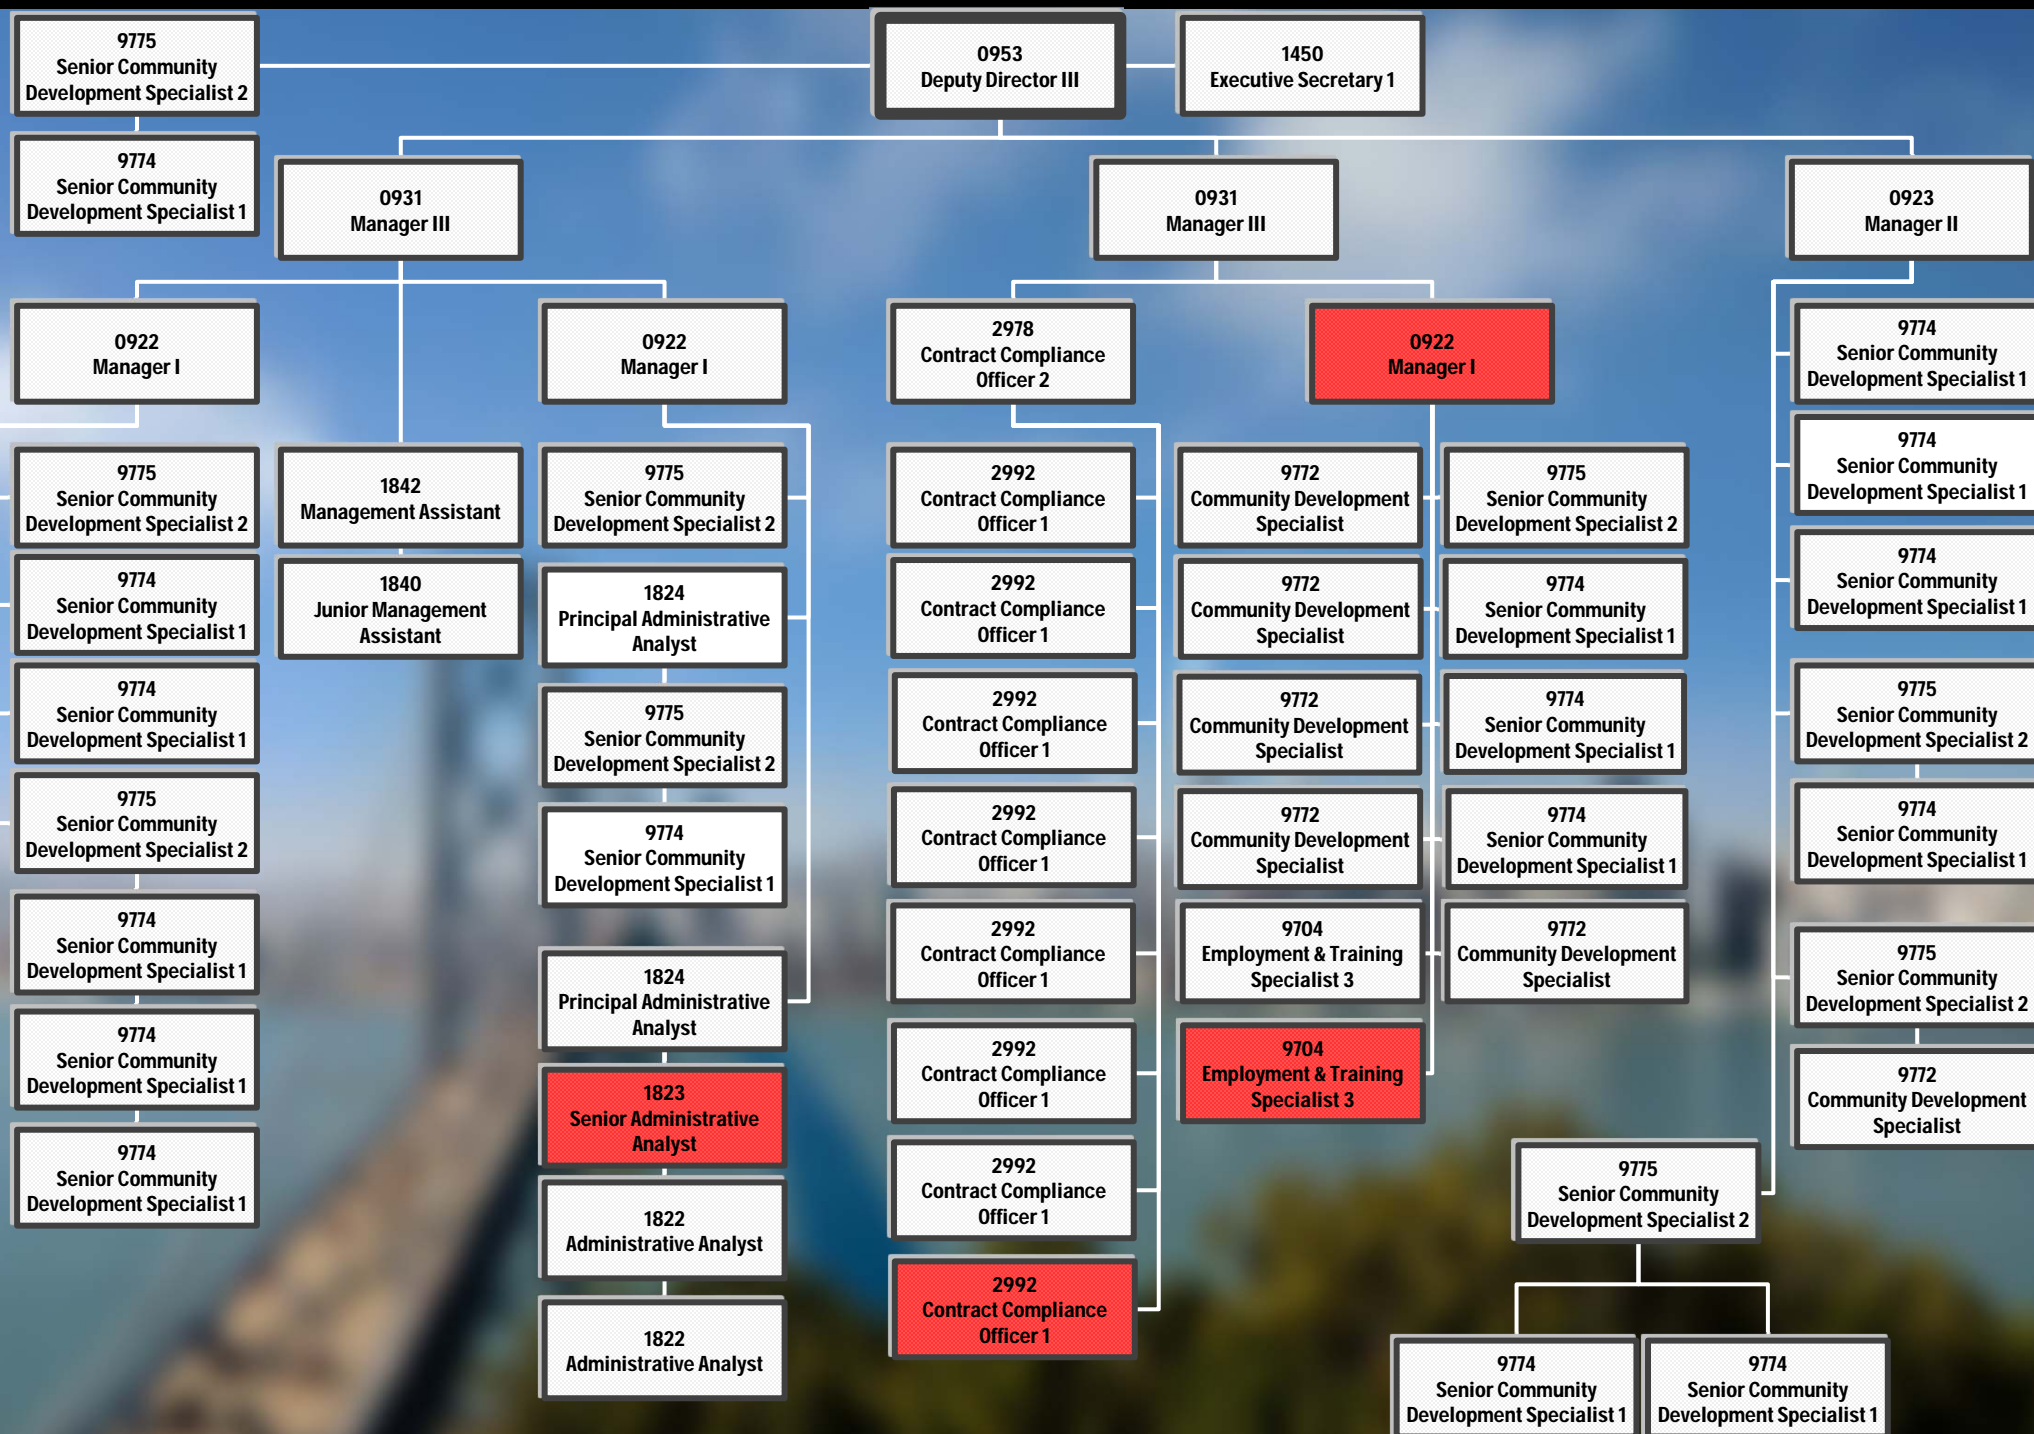 9775
Senior Community
Development Specialist 2
0953
Deputy Director III
1450
Executive Secretary 1
9774
Senior Community
Development Specialist 1
0931
Manager III
0931
Manager III
0923
Manager II
0922
Manager I
0922
Manager I
2978
Contract Compliance
Officer 2
0922
Manager I
9775
Senior Community
Development Specialist 2
9774
Senior Community
Development Specialist 1
9774
Senior Community
Development Specialist 1
9775
Senior Community
Development Specialist 2
9774
Senior Community
Development Specialist 1
9774
Senior Community
Development Specialist 1
9774
Senior Community
Development Specialist 1
1842
Management Assistant
1840
Junior Management
Assistant
9775
Senior Community
Development Specialist 2
1824
Principal Administrative
Analyst
9775
Senior Community
Development Specialist 2
9774
Senior Community
Development Specialist 1
1824
Principal Administrative
Analyst
1823
Senior Administrative
Analyst
1822
Administrative Analyst
1822
Administrative Analyst
2992
Contract Compliance
Officer 1
2992
Contract Compliance
Officer 1
2992
Contract Compliance
Officer 1
2992
Contract Compliance
Officer 1
2992
Contract Compliance
Officer 1
2992
Contract Compliance
Officer 1
2992
Contract Compliance
Officer 1
2992
Contract Compliance
Officer 1
9772
Community Development
Specialist
9772
Community Development
Specialist
9772
Community Development
Specialist
9772
Community Development
Specialist
9704
Employment & Training
Specialist 3
9704
Employment & Training
Specialist 3
9775
Senior Community
Development Specialist 2
9774
Senior Community
Development Specialist 1
9774
Senior Community
Development Specialist 1
9774
Senior Community
Development Specialist 1
9772
Community Development
Specialist
9774
Senior Community
Development Specialist 1
9774
Senior Community
Development Specialist 1
9774
Senior Community
Development Specialist 1
9775
Senior Community
Development Specialist 2
9774
Senior Community
Development Specialist 1
9775
Senior Community
Development Specialist 2
9772
Community Development
Specialist
9775
Senior Community
Development Specialist 2
9774
Senior Community
Development Specialist 1
9774
Senior Community
Development Specialist 1